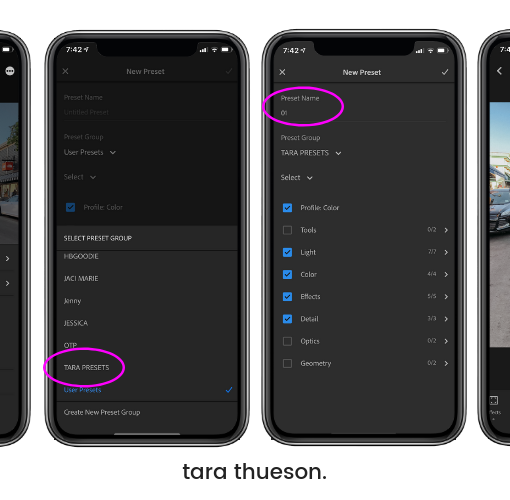 7:42
New Preset
Preset Name
Untitled Preset
Preset Group
User Presets
Select
Profile: Color
SELECT PRESET GROUP
HBGOODIE
JACI MARIE
Jenny
JESSICA
OTP
TARA PRESETS
User Presets
Create New Preset Group
7:42
New Preset
Preset Name
01
Preset Group
TARA PRESETS
Select
Profile: Color
Tools 0/2
Light 7/7
Color 4/4
Effects 5/5
Detail 3/3
Optics 0/2
Geometry 0/2
7:4
tara thueson.